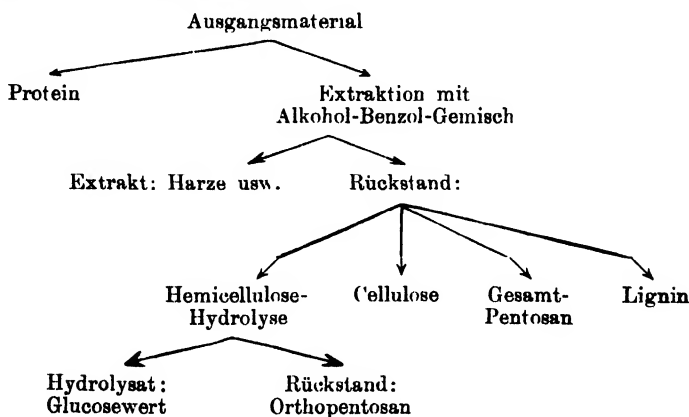 Ausgangsmaterial
Protein
Extraktion mit
Alkohol-Benzol-Gemisch
Extrakt: Harze usw.
Rückstand:
Hemicellulose-
Hydrolyse
Cellulose
Gesamt-
Pentosan
Lignin
Hydrolysat:
Glucosewert
Rückstand:
Orthopentosan